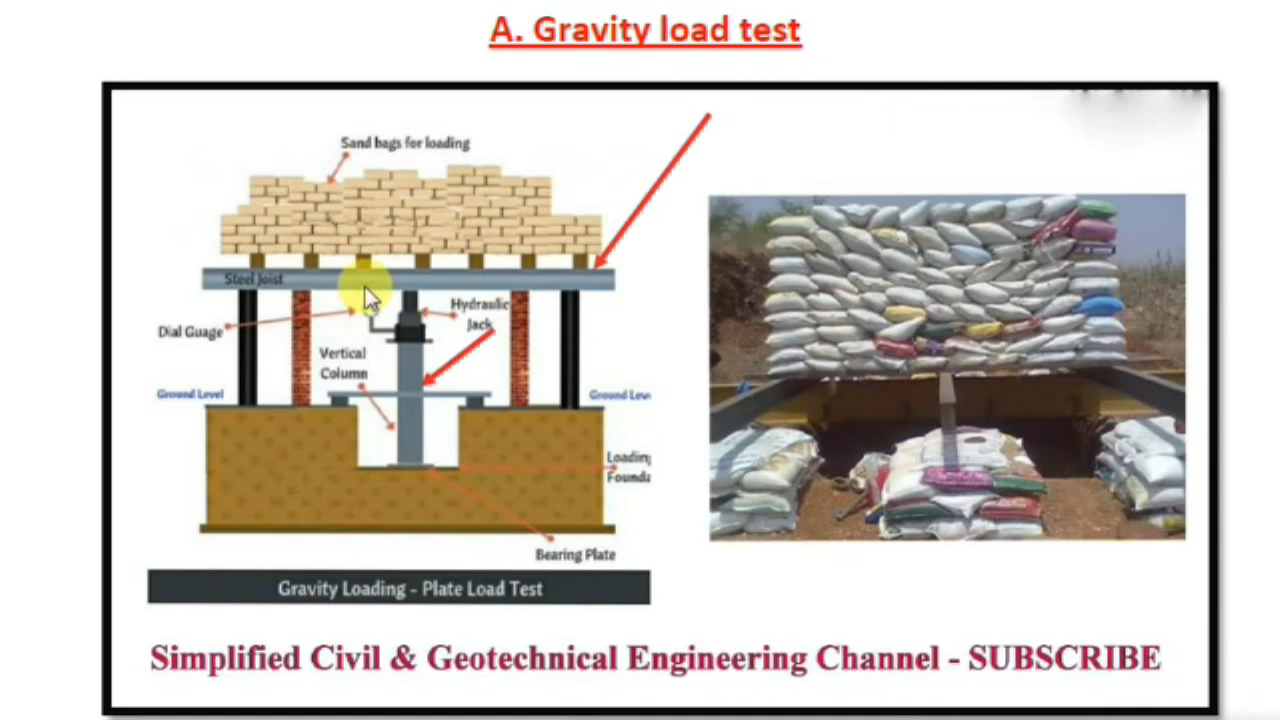 A. Gravity load test
Sand bags for loading
Steel Joist
Hydraulic
Jack
Dial Guage
Vertical
Column
Ground Level
Ground
Loading
Bearing Plate
Gravity Loading - Plate Load Test
Simplified Civil & Geotechnical Engineering Channel - SUBSCRIBE